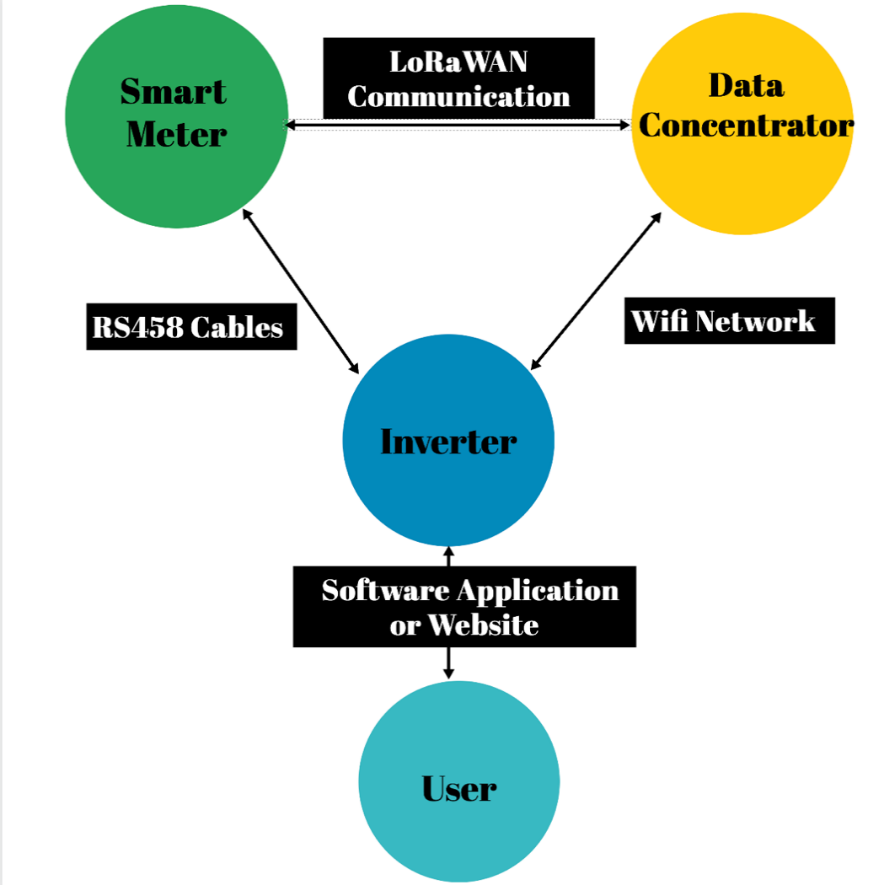 Smart
Meter
LoRaWAN
Communication
Data
Concentrator
RS458 Cables
Wifi Network
Inverter
Software Application
or Website
User